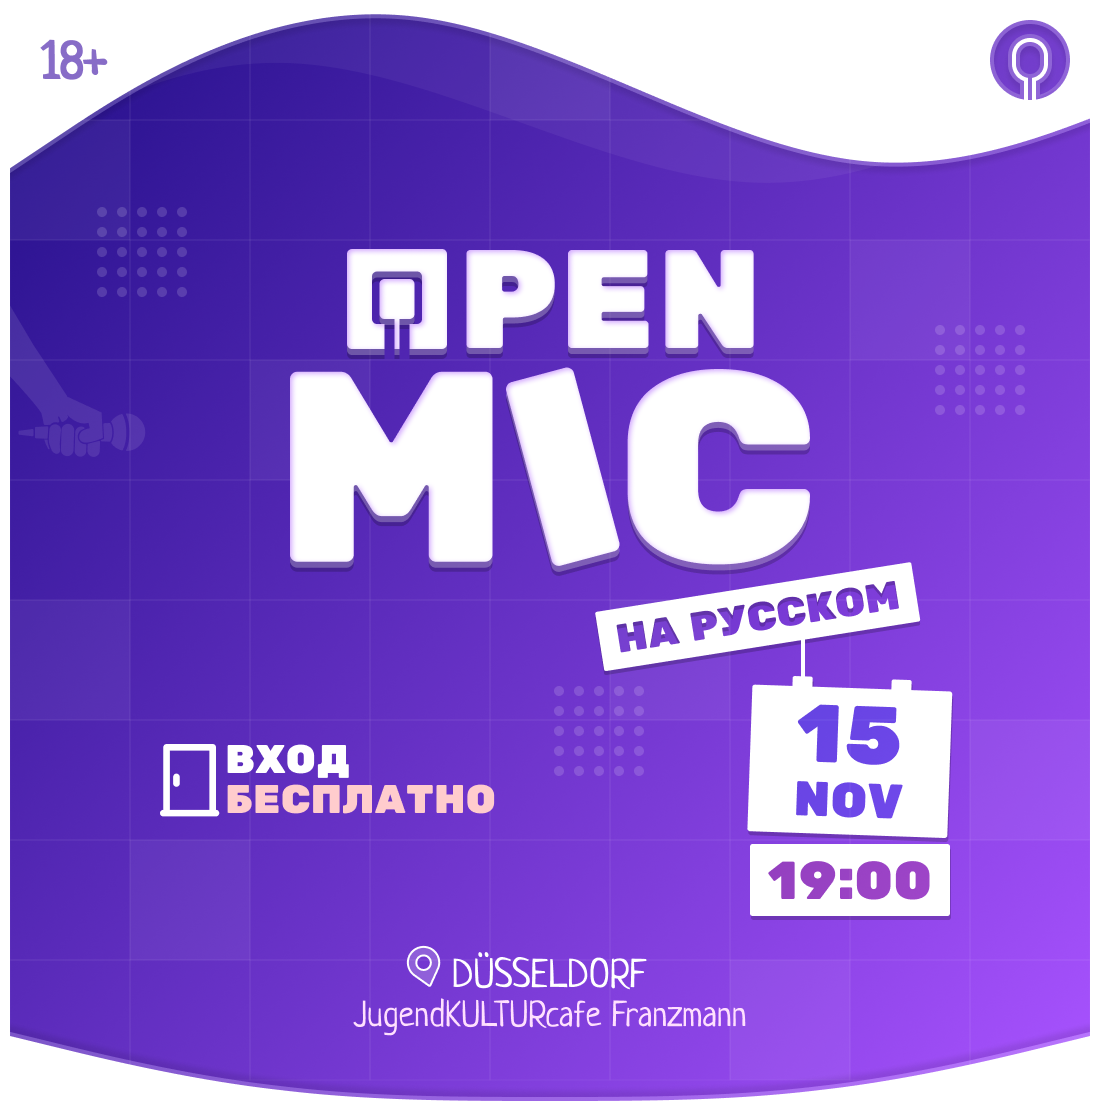 18+
OPEN
MIC
НА РУССКОМ
15
NOV
ВХОД
БЕСПЛАТНО
19:00
DÜSSELDORF
JugendKULTURcafe Franzmann